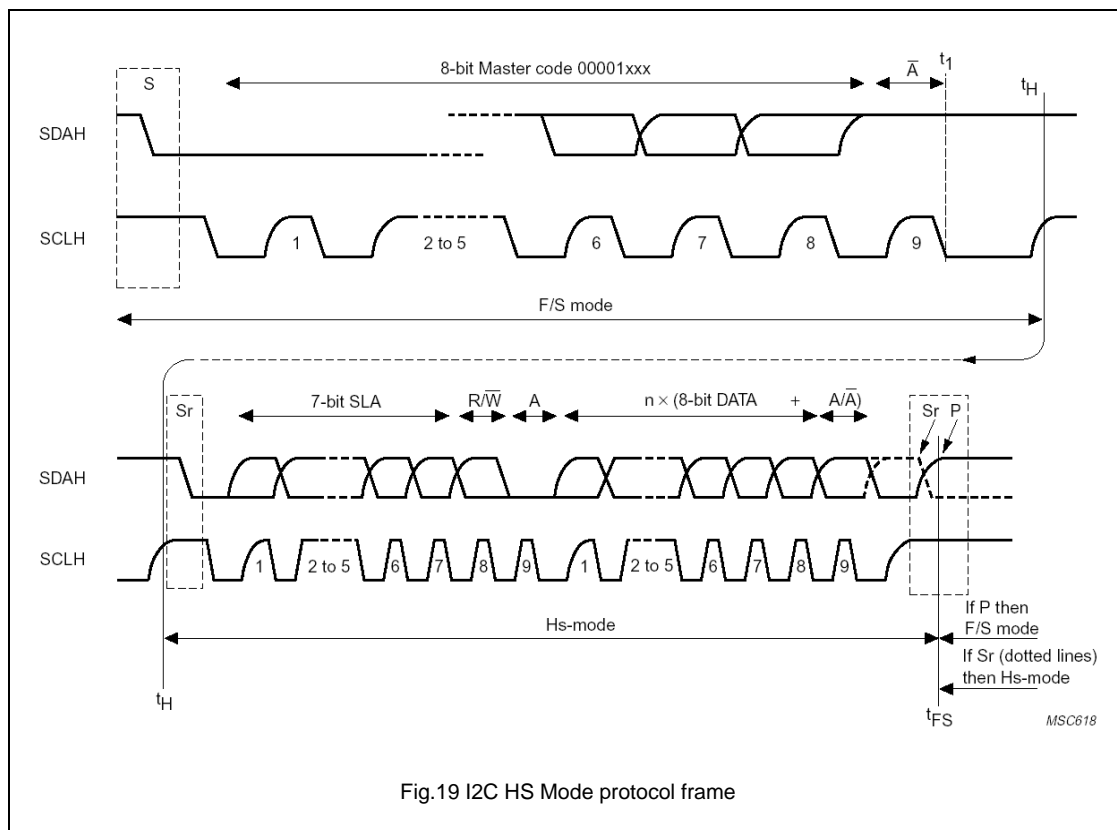 8-bit Master code 00001xxx
A̅
t1
tH
S
SDAH
SCLH
1
2 to 5
6
7
8
9
F/S mode
Sr
7-bit SLA
R/W̅
A
n × (8-bit DATA
+
A/A̅)
Sr
P
SDAH
SCLH
1
2 to 5
6
7
8
9
1
2 to 5
6
7
8
9
Hs-mode
If P then
F/S mode
If Sr (dotted lines)
then Hs-mode
tH
tFS
MSC618
Fig.19 I2C HS Mode protocol frame